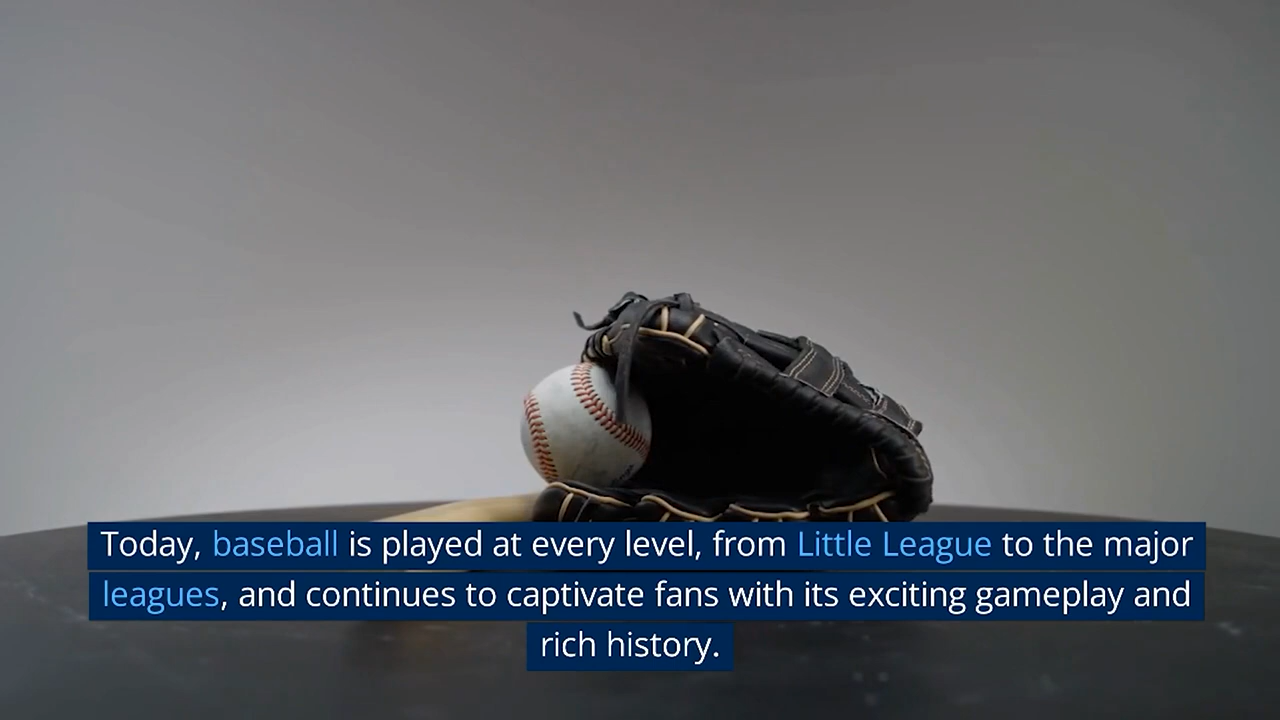 Today, baseball is played at every level, from Little League to the major
leagues, and continues to captivate fans with its exciting gameplay and
rich history.